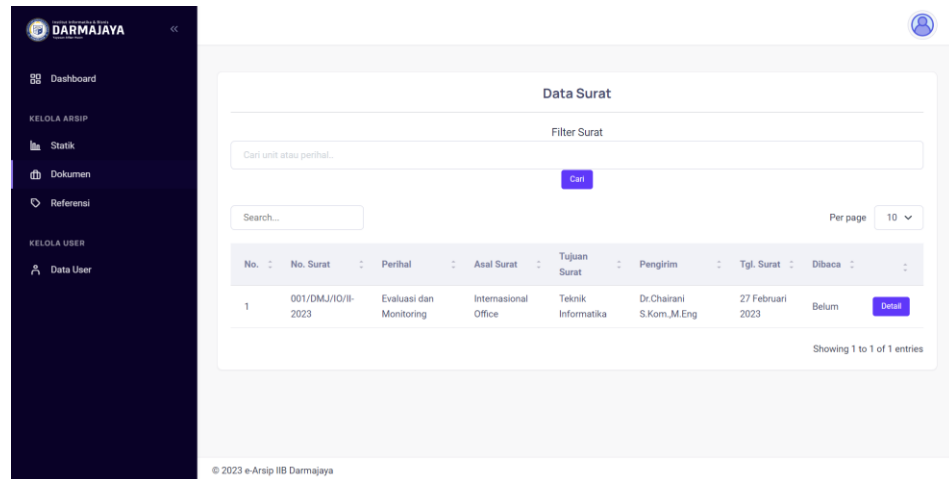 Institut Informatika & Bisnis
DARMAJAYA
Dashboard
KELOLA ARSIP
Statik
Dokumen
Referensi
KELOLA USER
Data User
Data Surat
Filter Surat
Cari unit atau perihal..
Cari
Search...
Per page 10
No. No. Surat Perihal Asal Surat Tujuan Surat Pengirim Tgl. Surat Dibaca
1 001/DMJ/IO/II-2023 Evaluasi dan Monitoring Internasional Office Teknik Informatika Dr.Chairani S.Kom.,M.Eng 27 Februari 2023 Belum Detail
Showing 1 to 1 of 1 entries
© 2023 e-Arsip IIB Darmajaya